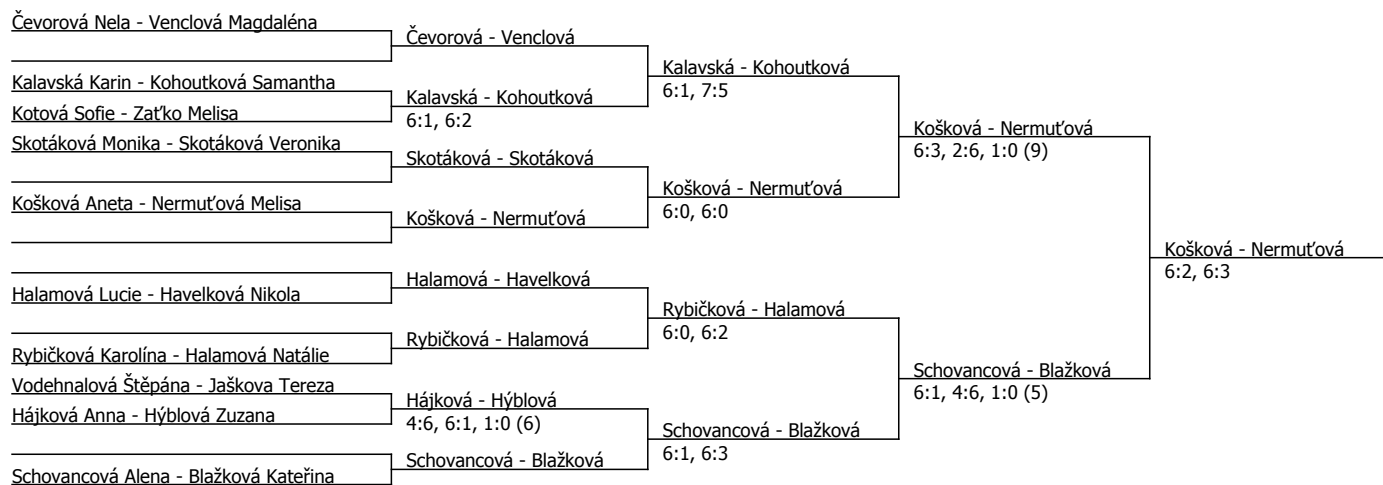 Čevorová Nela - Venclová Magdaléna
Kalavská Karin - Kohoutková Samantha
Kotová Sofie - Zaťko Melisa
Skotáková Monika - Skotáková Veronika
Košková Aneta - Nermuťová Melisa
Halamová Lucie - Havelková Nikola
Rybičková Karolína - Halamová Natálie
Vodehnalová Štěpána - Jaškova Tereza
Hájková Anna - Hýblová Zuzana
Schovancová Alena - Blažková Kateřina
Čevorová - Venclová
Kalavská - Kohoutková
6:1, 6:2
Skotáková - Skotáková
Košková - Nermuťová
Halamová - Havelková
Rybičková - Halamová
Hájková - Hýblová
4:6, 6:1, 1:0 (6)
Schovancová - Blažková
Kalavská - Kohoutková
6:1, 7:5
Košková - Nermuťová
6:0, 6:0
Rybičková - Halamová
6:0, 6:2
Schovancová - Blažková
6:1, 6:3
Košková - Nermuťová
6:3, 2:6, 1:0 (9)
Schovancová - Blažková
6:1, 4:6, 1:0 (5)
Košková - Nermuťová
6:2, 6:3